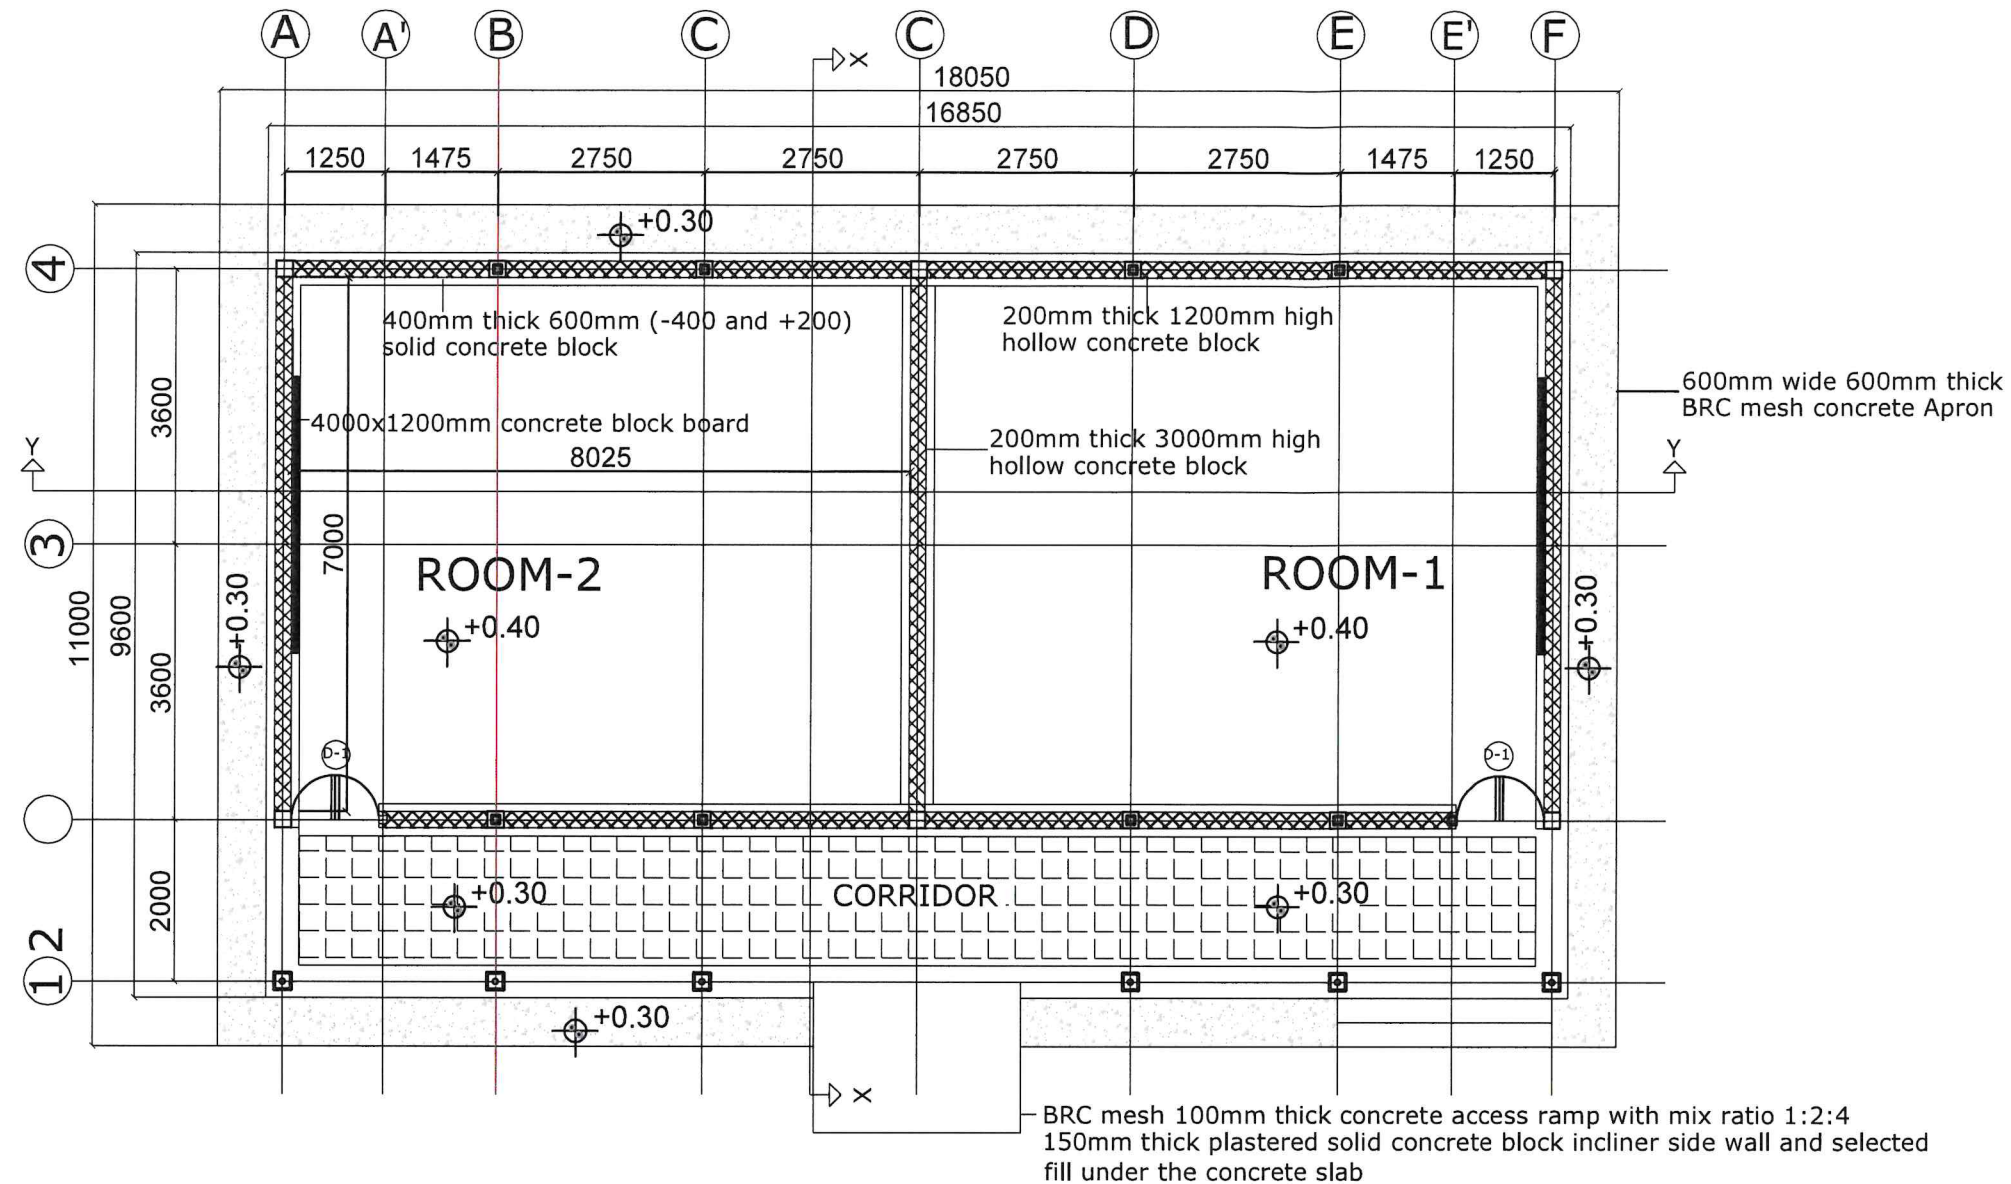 A A' B C C D E E' F
X
18050
16850
1250 1475 2750 2750 2750 2750 1475 1250
+0.30
4
400mm thick 600mm (-400 and +200)
solid concrete block
200mm thick 1200mm high
hollow concrete block
600mm wide 600mm thick
BRC mesh concrete Apron
3600
4000x1200mm concrete block board
8025
200mm thick 3000mm high
hollow concrete block
Y
Y
3
7000
ROOM-2
ROOM-1
+0.30
+0.30
11000
9600
3600
+0.40
+0.40
D-1
D-1
2000
+0.30
CORRIDOR
+0.30
2
1
+0.30
X
BRC mesh 100mm thick concrete access ramp with mix ratio 1:2:4
150mm thick plastered solid concrete block incliner side wall and selected
fill under the concrete slab